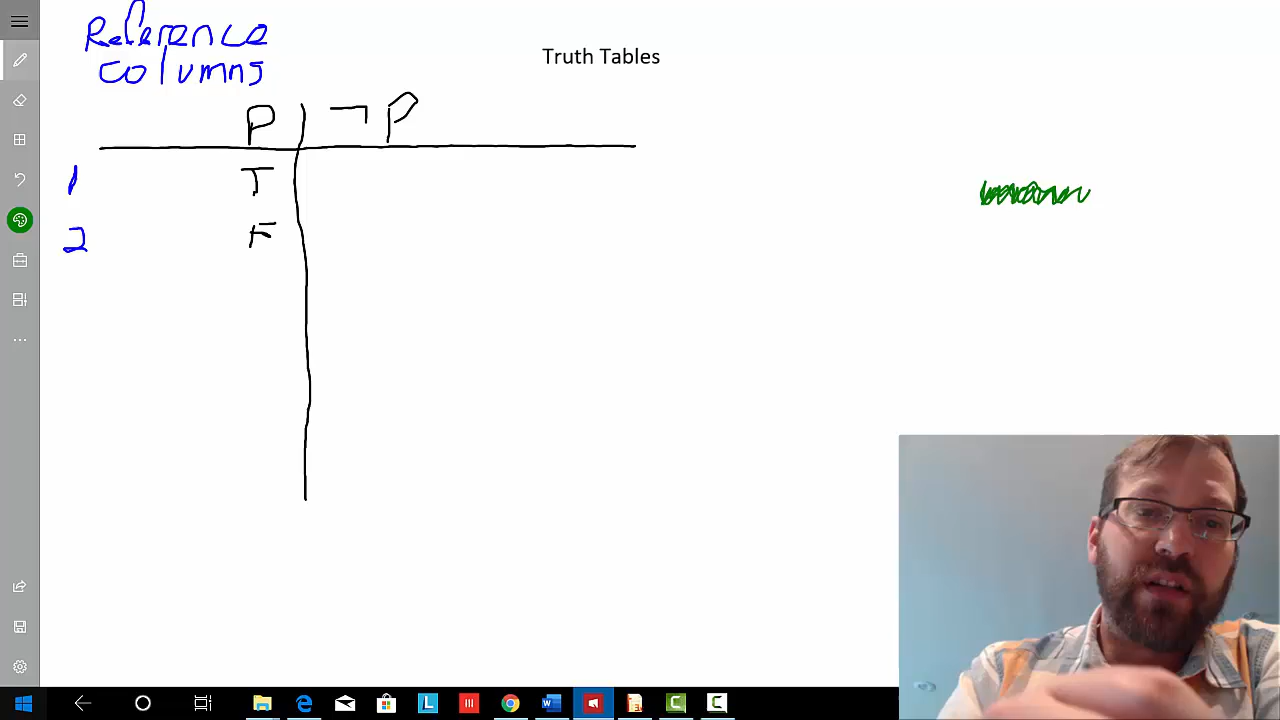 Reference
columns
Truth Tables
P ¬ P
1 T
2 F